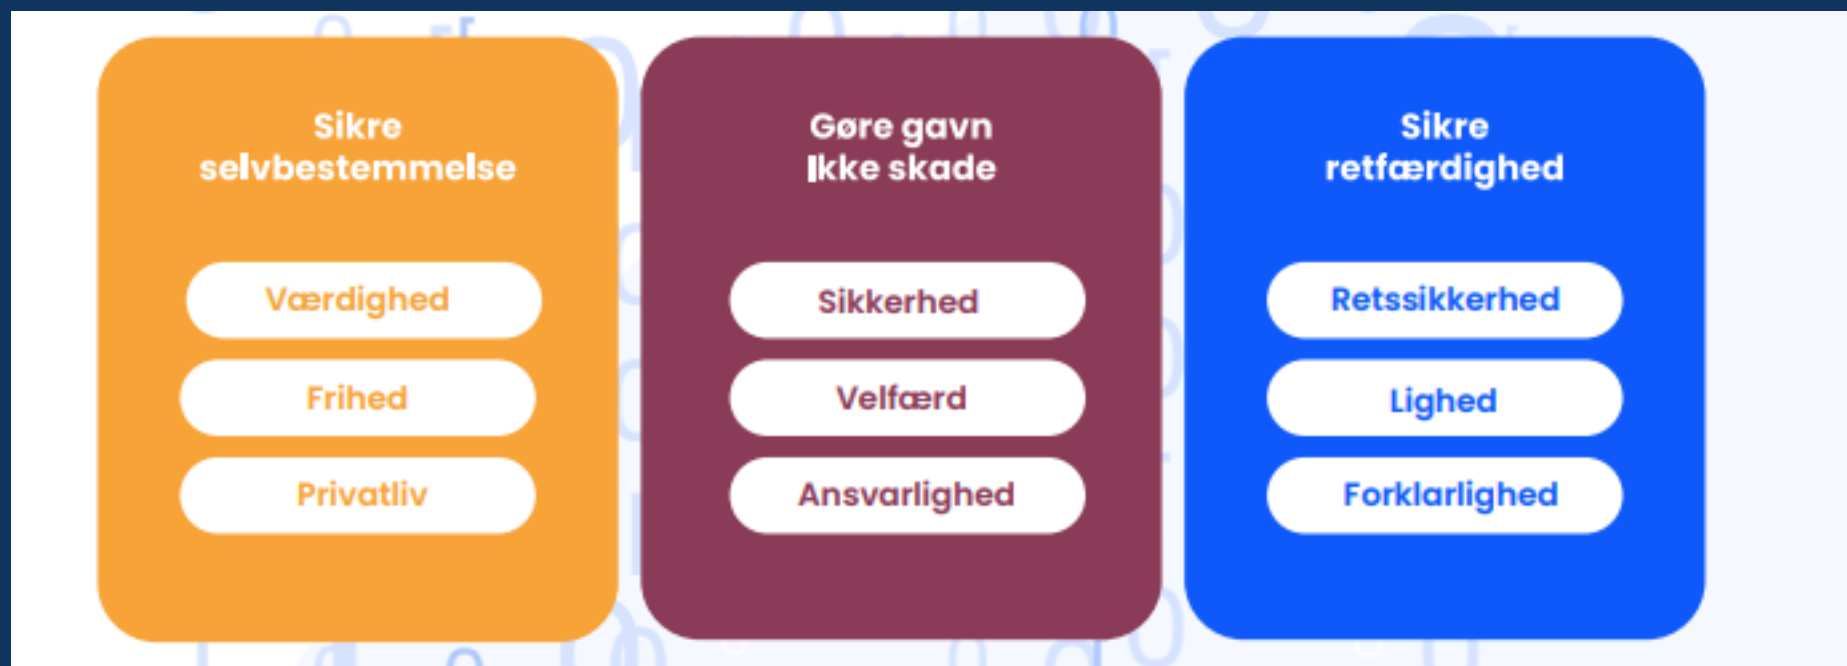 Sikre
selvbestemmelse
Værdighed
Frihed
Privatliv
Gøre gavn
Ikke skade
Sikkerhed
Velfærd
Ansvarlighed
Sikre
retfærdighed
Retssikkerhed
Lighed
Forklarlighed